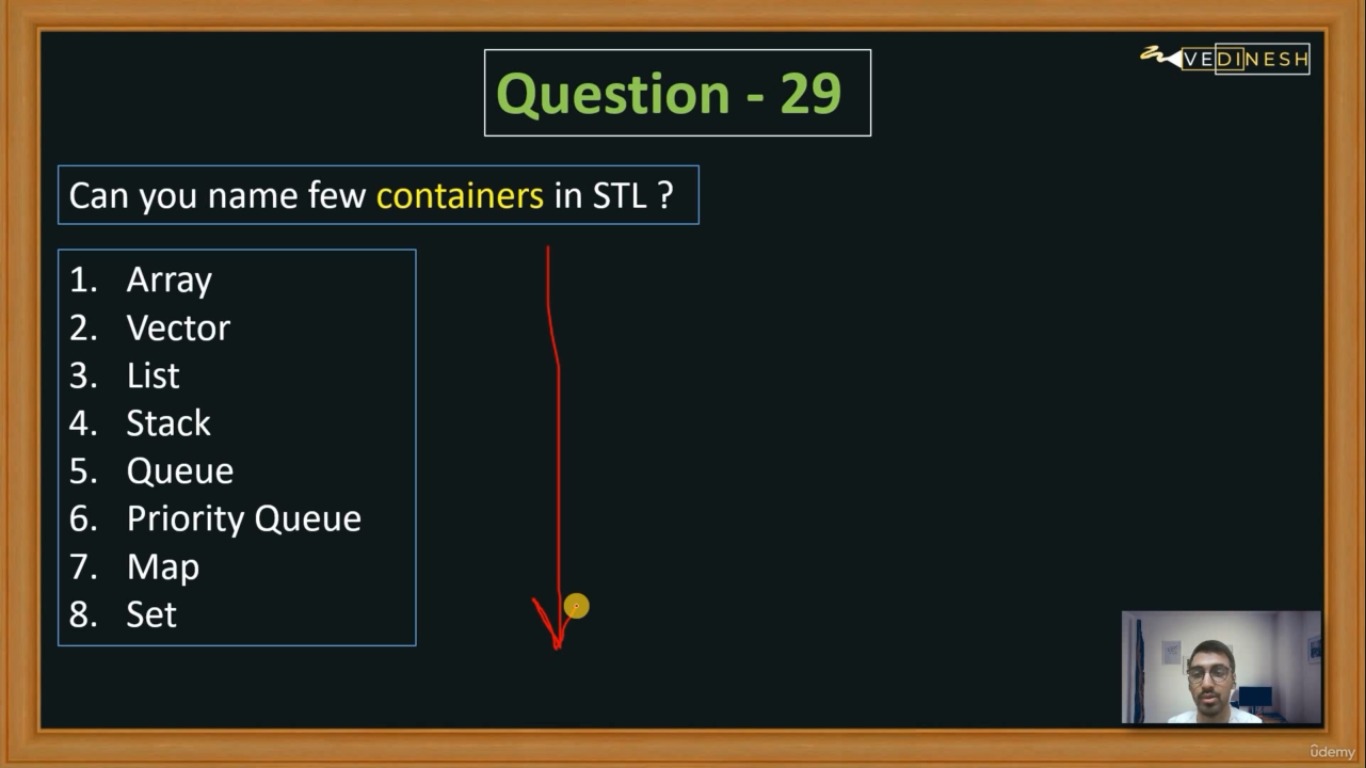 VEDINESH
Question - 29
Can you name few containers in STL ?
1. Array
2. Vector
3. List
4. Stack
5. Queue
6. Priority Queue
7. Map
8. Set
ûdemy